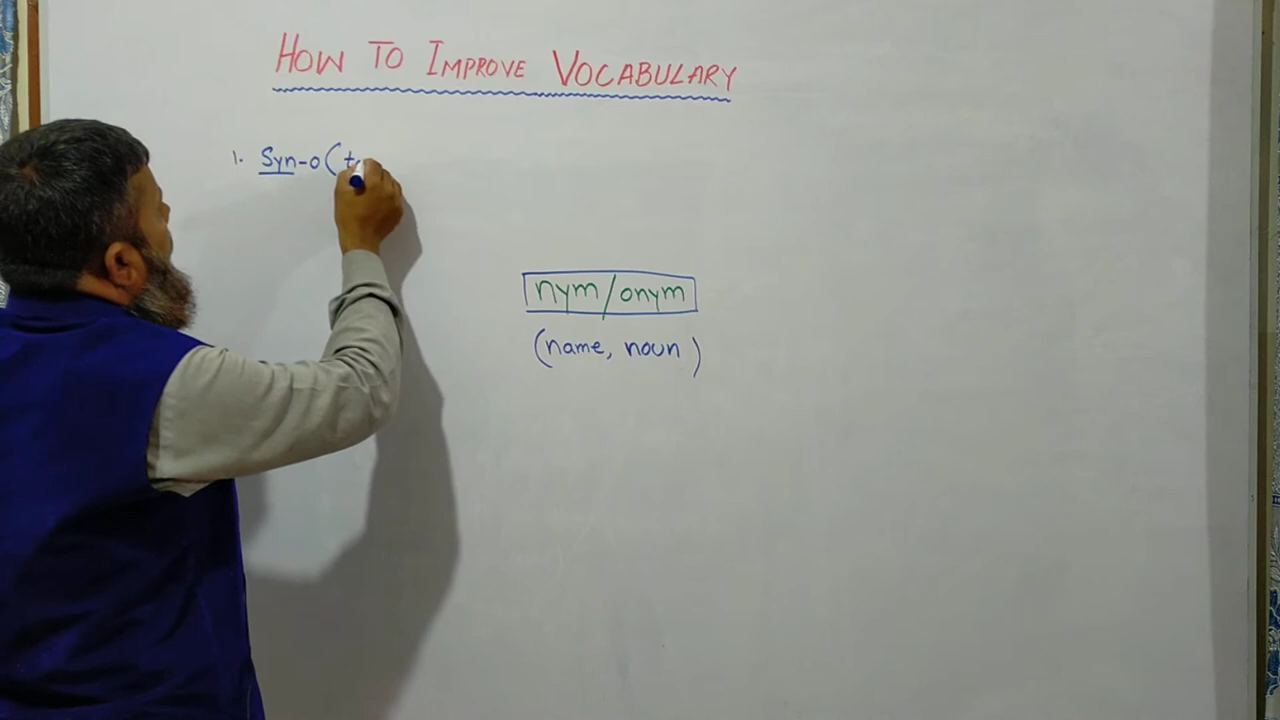 HOW TO IMPROVE VOCABULARY
1. Syn-o (
nym/onym
(name, noun)